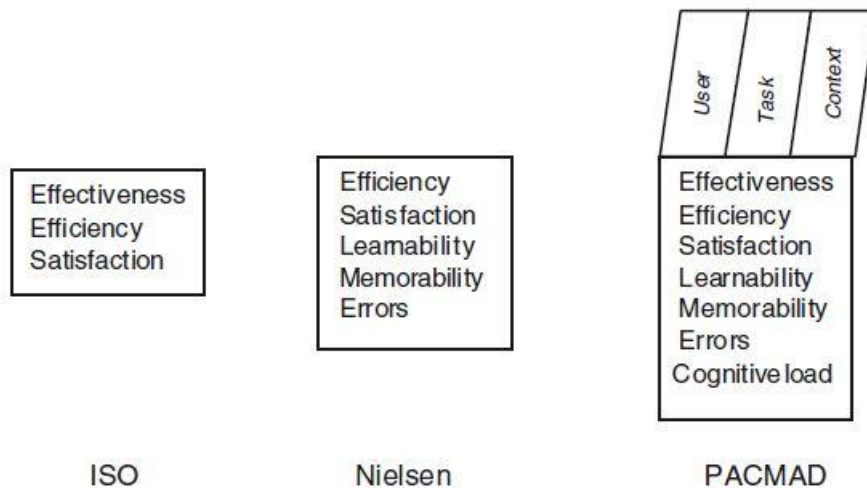 User
Task
Context
Effectiveness
Efficiency
Satisfaction
Efficiency
Satisfaction
Learnability
Memorability
Errors
Effectiveness
Efficiency
Satisfaction
Learnability
Memorability
Errors
Cognitive load
ISO
Nielsen
PACMAD